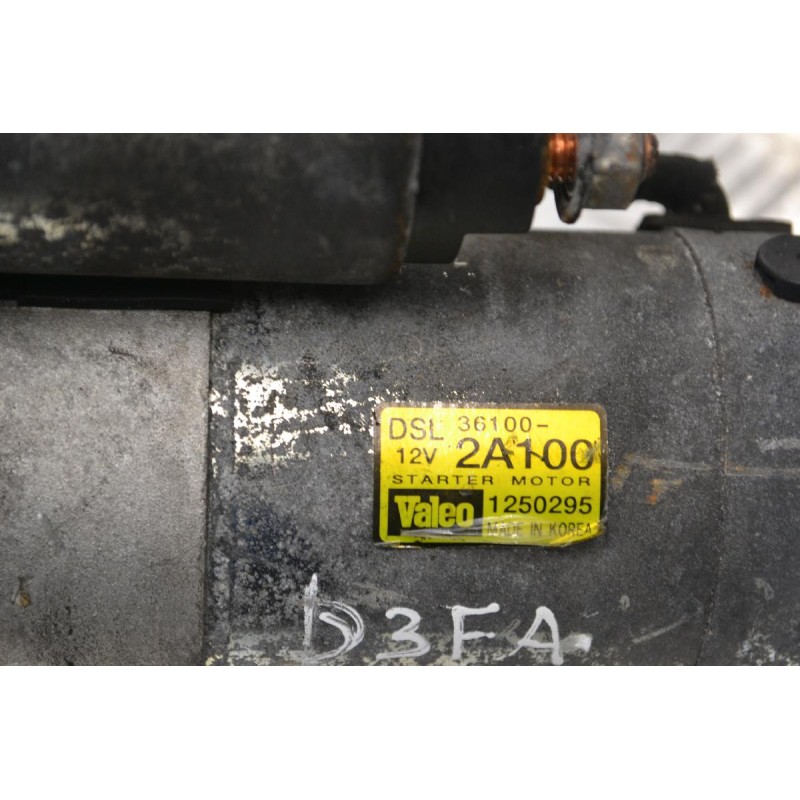 DSL 36100-
12V 2A100
STARTER MOTOR
Valeo 1250295
MADE IN KOREA
D3FA